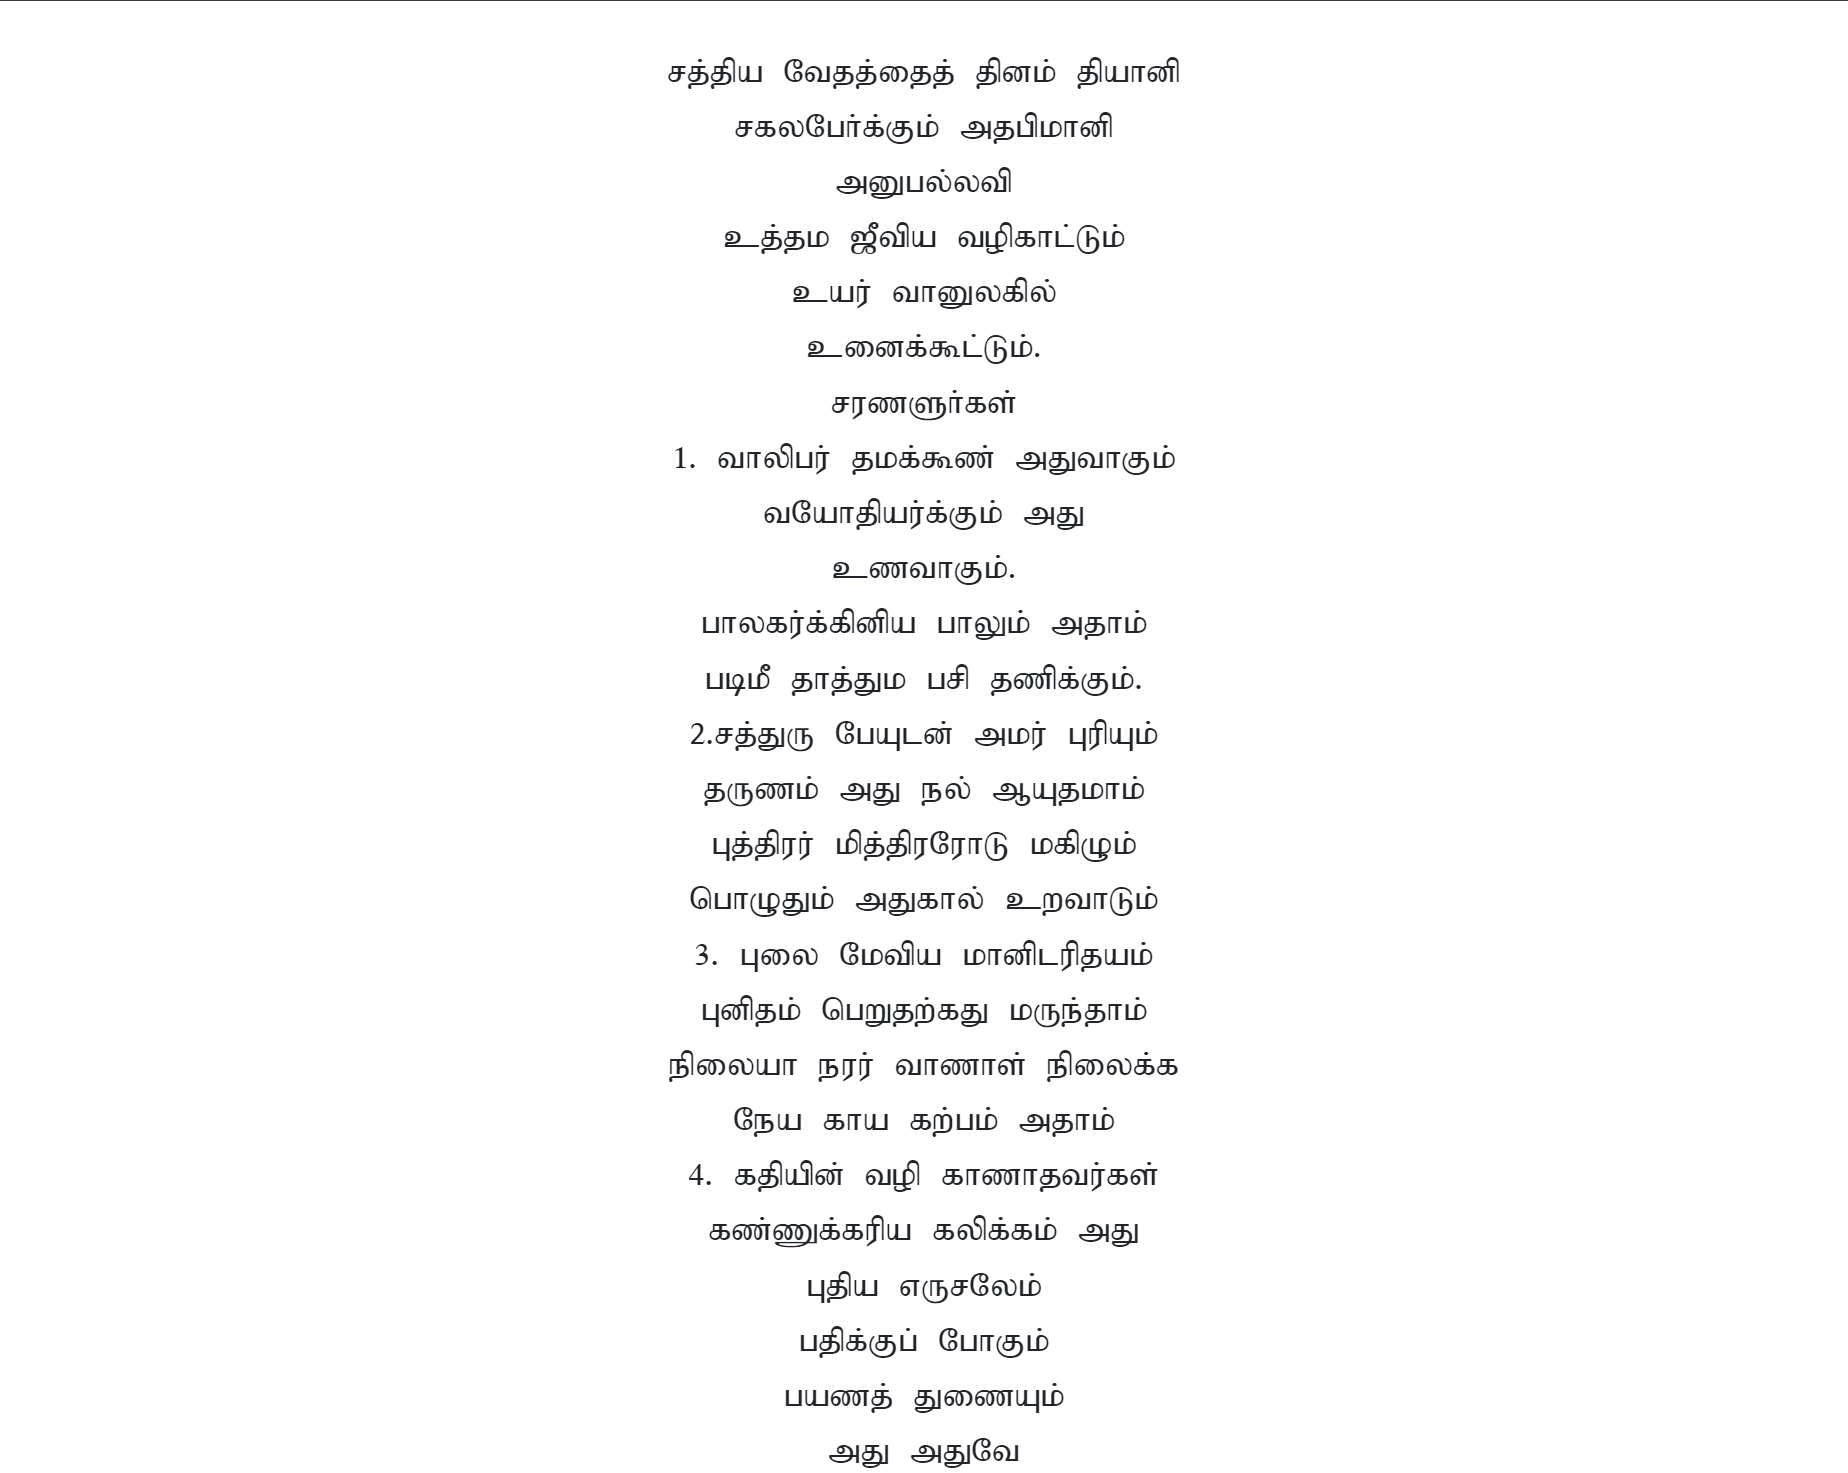 சத்திய வேதத்தைத் தினம் தியானி
சகலபேர்க்கும் அதபிமானி
அனுபல்லவி
உத்தம ஜீவிய வழிகாட்டும்
உயர் வானுலகில்
உனைக்கூட்டும்.
சரணளுர்கள்
1. வாலிபர் தமக்கூண் அதுவாகும்
வயோதியர்க்கும் அது
உணவாகும்.
பாலகர்க்கினிய பாலும் அதாம்
படிமீ தாத்தும பசி தணிக்கும்.
2.சத்துரு பேயுடன் அமர் புரியும்
தருணம் அது நல் ஆயுதமாம்
புத்திரர் மித்திரரோடு மகிழும்
பொழுதும் அதுகால் உறவாடும்
3. புலை மேவிய மானிடரிதயம்
புனிதம் பெறுதற்கது மருந்தாம்
நிலையா நரர் வாணாள் நிலைக்க
நேய காய கற்பம் அதாம்
4. கதியின் வழி காணாதவர்கள்
கண்ணுக்கரிய கலிக்கம் அது
புதிய எருசலேம்
பதிக்குப் போகும்
பயணத் துணையும்
அது அதுவே